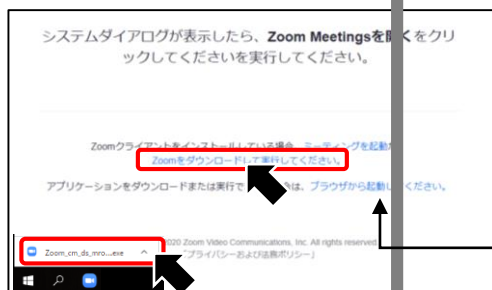 システムダイアログが表示したら、Zoom Meetingsを開くをクリ
ックしてくださいを実行してください。
Zoomクライアントをインストールしている場合、ミーティングを起動
Zoomをダウンロードして実行してください。
アプリケーションをダウンロードまたは実行で は、ブラウザから起動し ください。
2020 Zoom Video Communications, Inc. All rights reserved.
プライバシーおよび法務ポリシー
Zoom_cm_ds_mro....exe